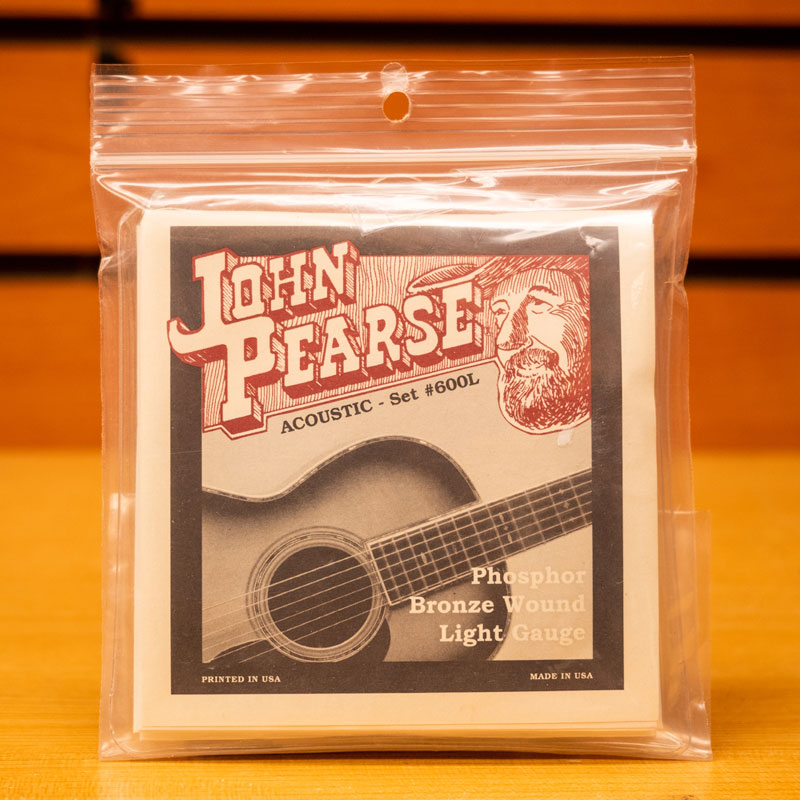 JOHN
PEARSE
ACOUSTIC - Set #600L
Phosphor
Bronze Wound
Light Gauge
PRINTED IN USA
MADE IN USA